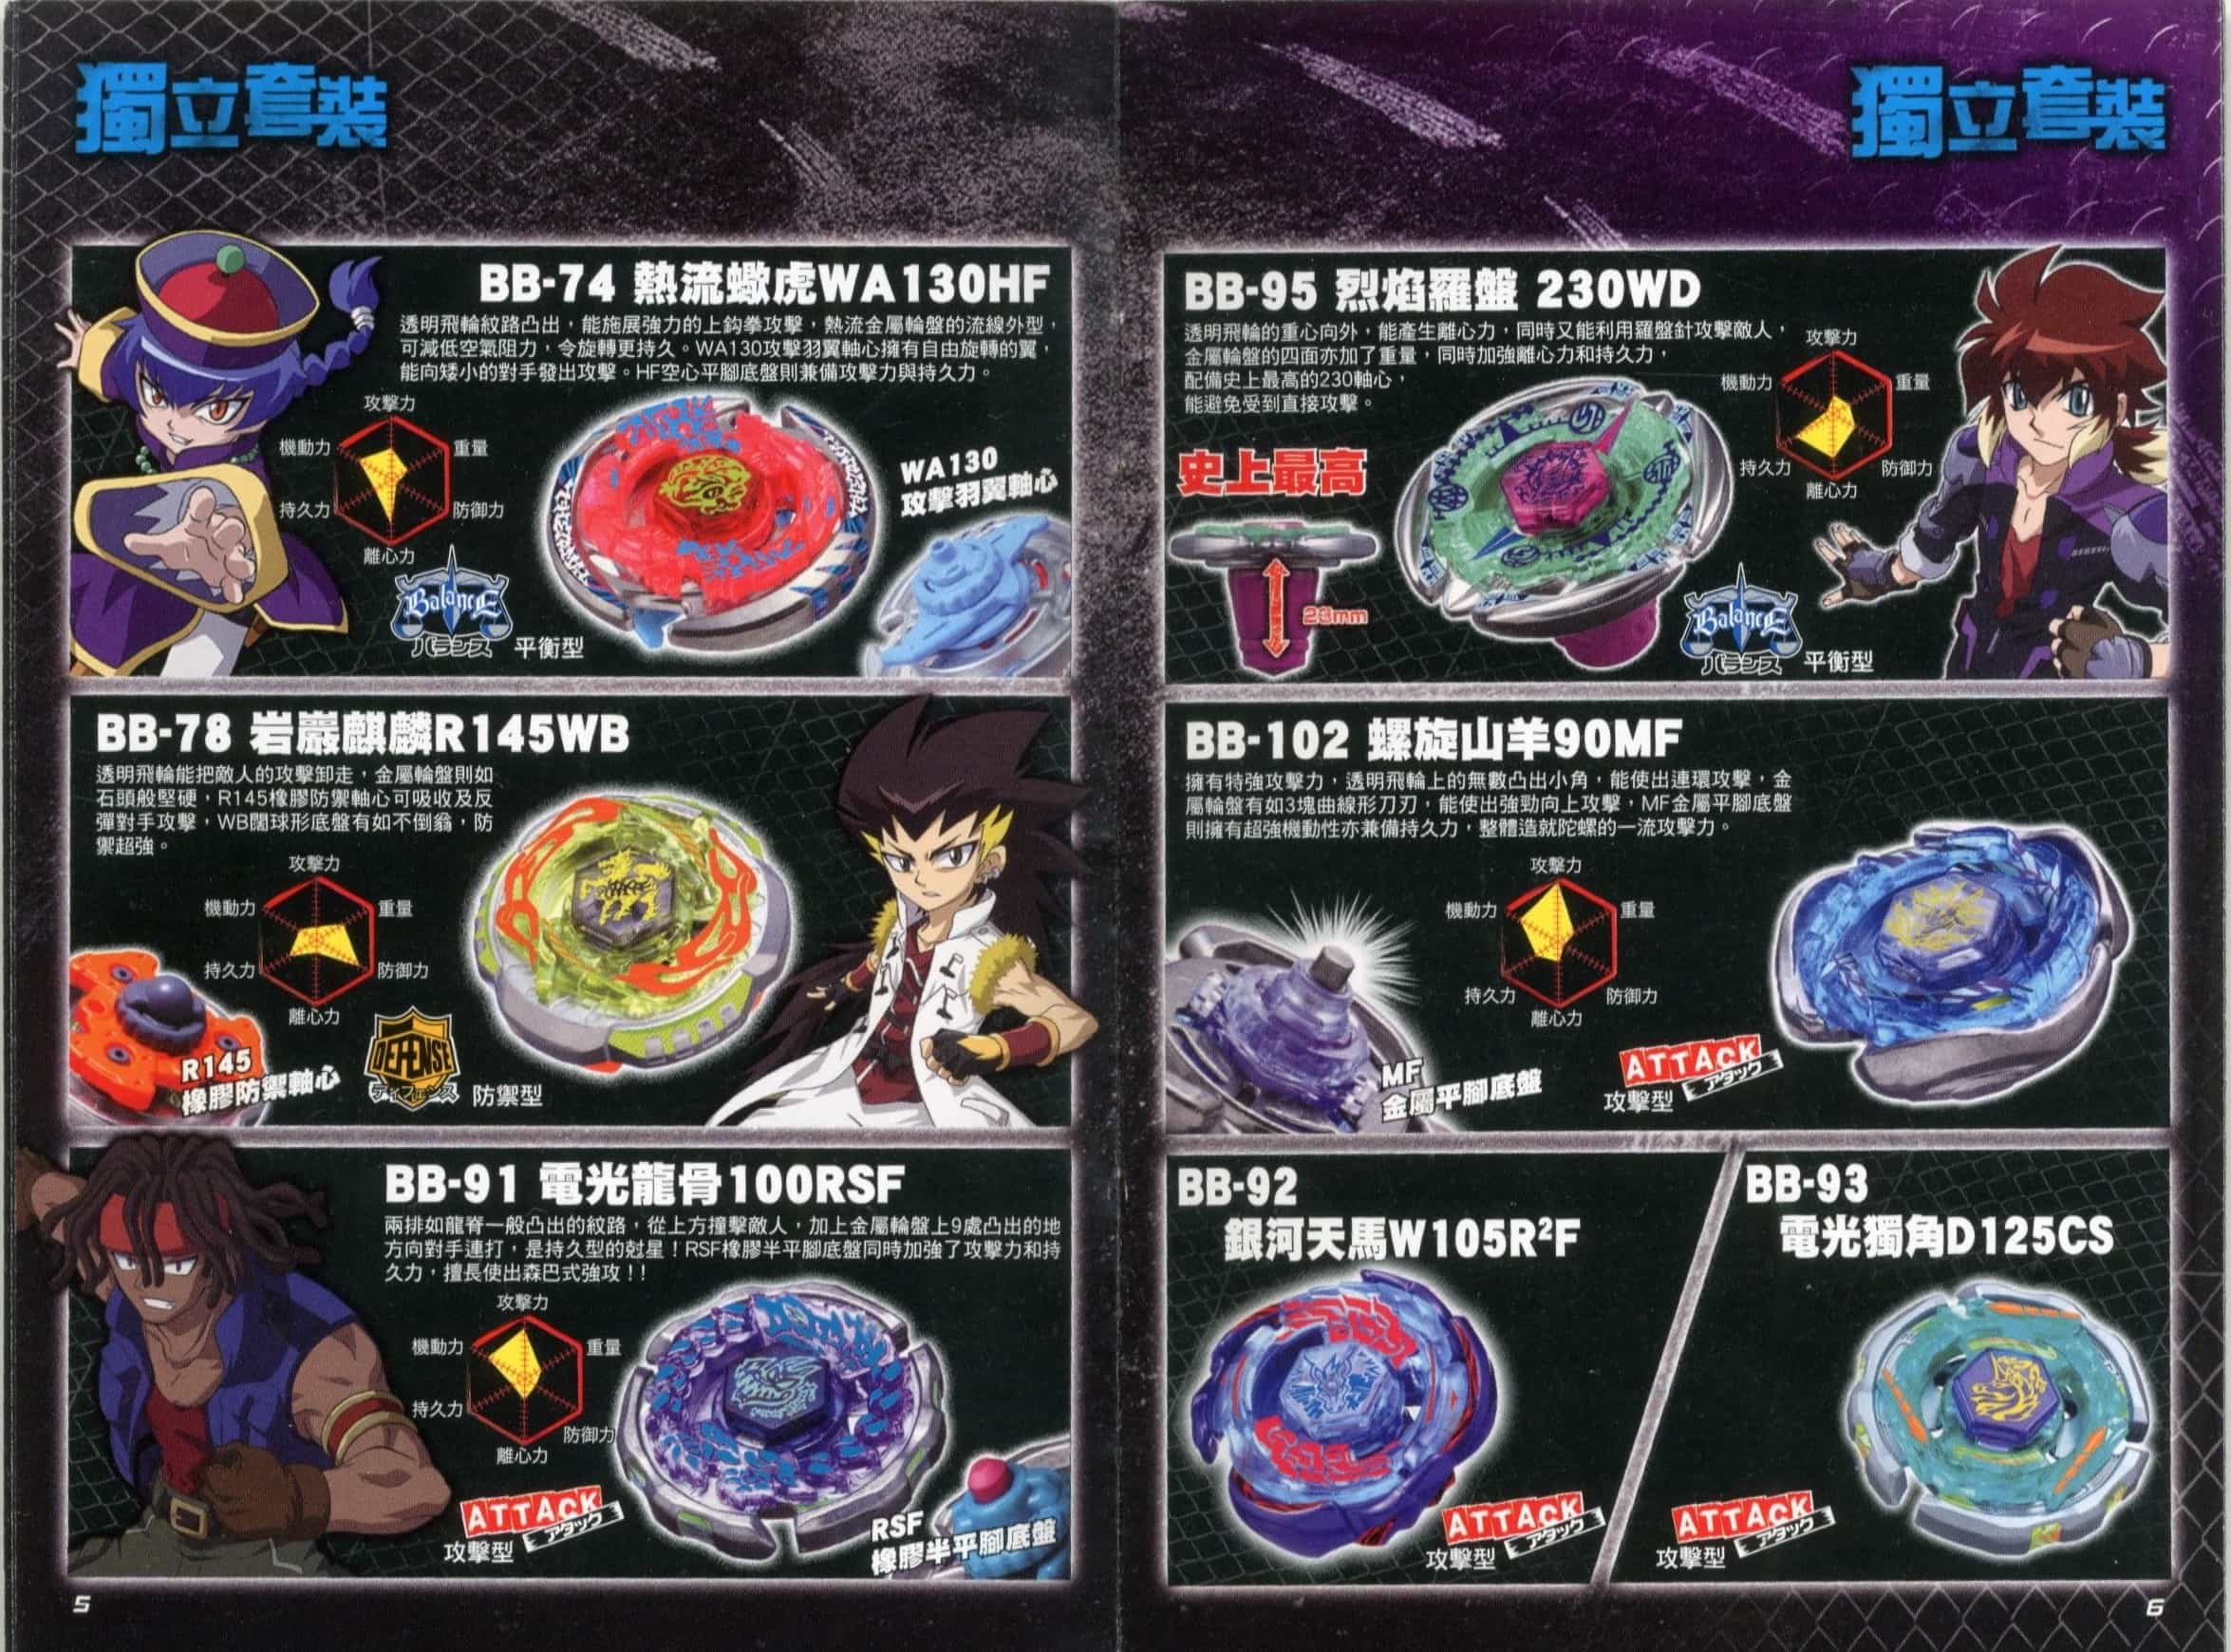 獨立套裝
BB-74 熱流蠍虎WA130HF
透明飛輪紋路凸出，能施展強力的上鈎拳攻擊，熱流金屬輪盤的流線外型，
可減低空氣阻力，令旋轉更持久。WA130攻擊羽翼軸心擁有自由旋轉的翼，
能向矮小的對手發出攻擊。HF空心平腳底盤則兼備攻擊力與持久力。
攻擊力
機動力
重量
持久力
防御力
離心力
WA130
攻擊羽翼軸心
BalancE
バランス
平衡型
BB-78 岩巖麒麟R145WB
透明飛輪能把敵人的攻擊卸走，金屬輪盤則如
石頭般堅硬，R145橡膠防禦軸心可吸收及反
彈對手攻擊，WB闊球形底盤有如不倒翁，防
禦超強。
攻擊力
機動力
重量
持久力
防御力
離心力
R145
橡膠防禦軸心
DEFENSE
ディフェンス
防禦型
BB-91 電光龍骨100RSF
兩排如龍脊一般凸出的紋路，從上方撞擊敵人，加上金屬輪盤上9處凸出的地
方向對手連打，是持久型的尅星！RSF橡膠半平腳底盤同時加強了攻擊力和持
久力，擅長使出森巴式強攻！！
攻擊力
機動力
重量
持久力
防御力
離心力
ATTACK
アタック
攻擊型
RSF
橡膠半平腳底盤
5
獨立套裝
BB-95 烈焰羅盤 230WD
透明飛輪的重心向外，能產生離心力，同時又能利用羅盤針攻擊敵人，
金屬輪盤的四面亦加了重量，同時加強離心力和持久力，
配備史上最高的230軸心，
能避免受到直接攻擊。
攻擊力
機動力
重量
持久力
防御力
離心力
史上最高
23mm
BalancE
バランス
平衡型
BB-102 螺旋山羊90MF
擁有特強攻擊力，透明飛輪上的無數凸出小角，能使出連環攻擊，金
屬輪盤有如3塊曲線形刀刃，能使出強勁向上攻擊，MF金屬平腳底盤
則擁有超強機動性亦兼備持久力，整體造就陀螺的一流攻擊力。
攻擊力
機動力
重量
持久力
防御力
離心力
MF
金屬平腳底盤
ATTACK
アタック
攻擊型
BB-92
銀河天馬W105R²F
ATTACK
アタック
攻擊型
BB-93
電光獨角D125CS
ATTACK
アタック
攻擊型
6